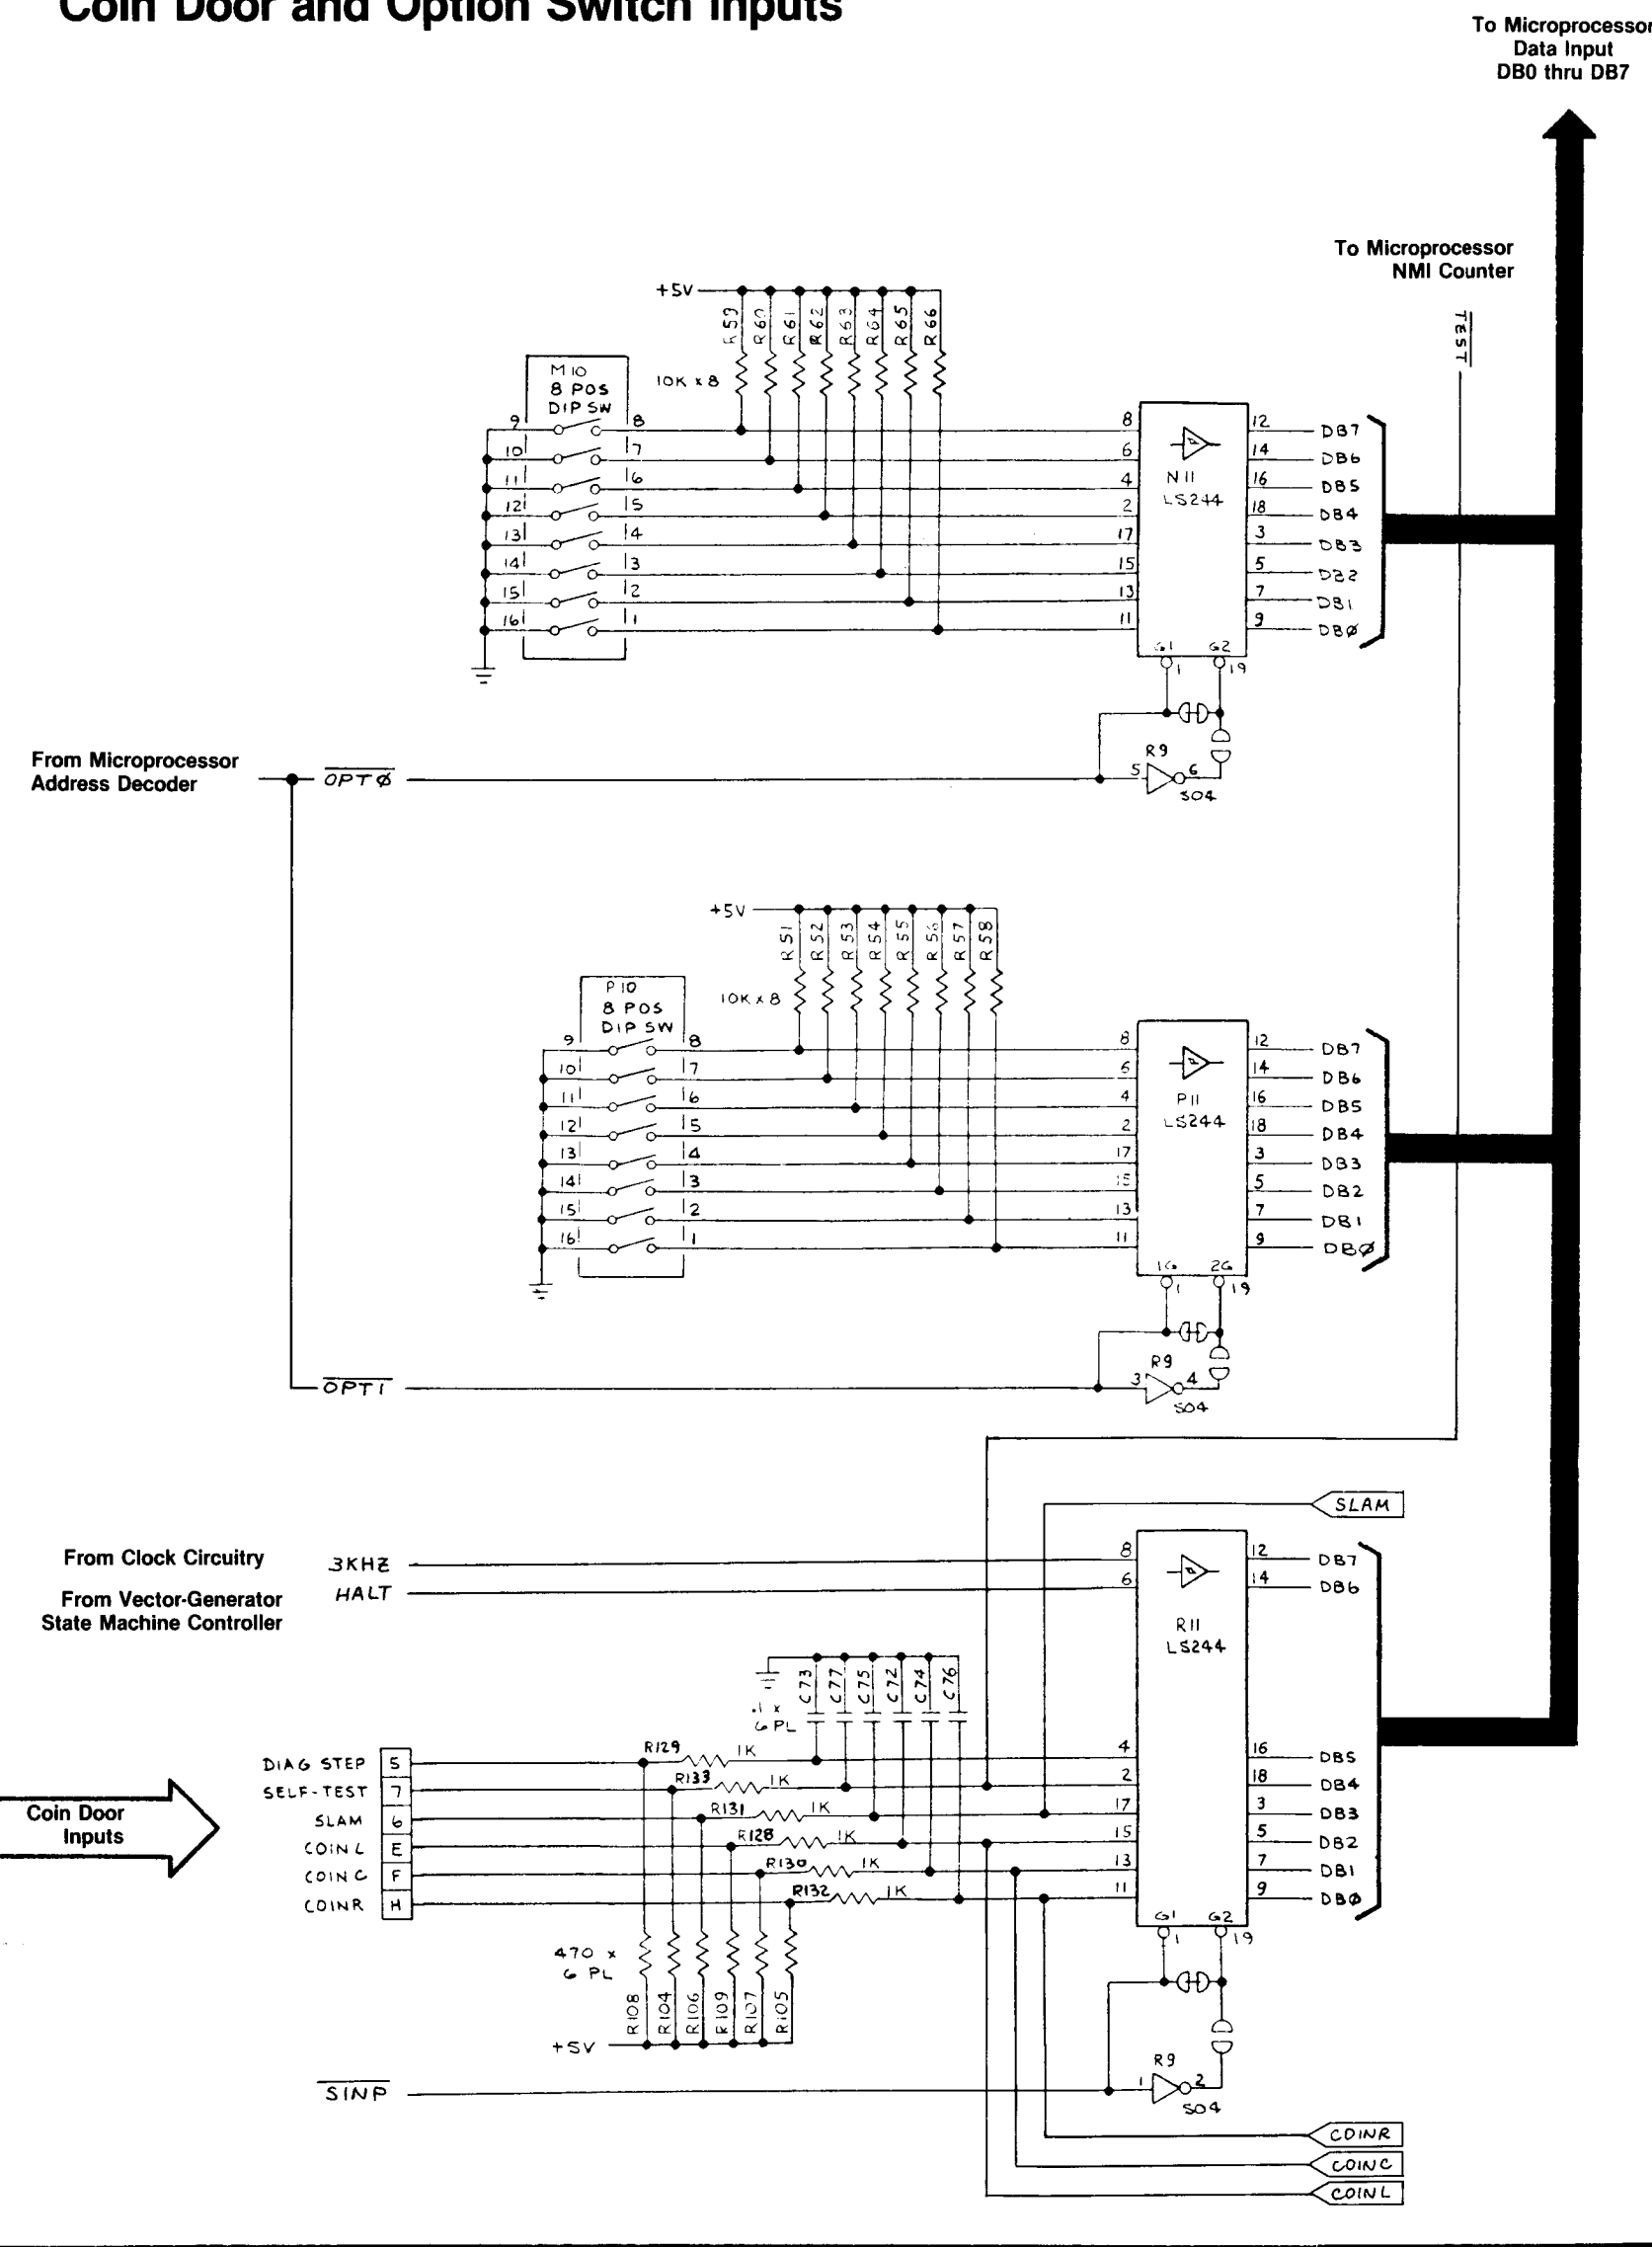 Coin Door and Option Switch Inputs
To Microprocessor
Data Input
DB0 thru DB7
To Microprocessor
NMI Counter
TEST
+5V
R59
R60
R61
R62
R63
R64
R65
R66
10K x 8
M10
8 POS
DIP SW
9 8
10 7
11 6
12 5
13 4
14 3
15 2
16 1
8 12 DB7
6 14 DB6
4 16 DB5
2 18 DB4
17 3 DB3
15 5 DB2
13 7 DB1
11 9 DBØ
N11
LS244
G1 G2
1 19
From Microprocessor
Address Decoder
OPTØ
R9
5 6
S04
+5V
R51
R52
R53
R54
R55
R56
R57
R58
10K x 8
P10
8 POS
DIP SW
9 8
10 7
11 6
12 5
13 4
14 3
15 2
16 1
8 12 DB7
6 14 DB6
4 16 DB5
2 18 DB4
17 3 DB3
15 5 DB2
13 7 DB1
11 9 DBØ
P11
LS244
1G 2G
1 19
OPT1
R9
3 4
S04
SLAM
From Clock Circuitry
3KHZ
8 12 DB7
From Vector-Generator
State Machine Controller
HALT
6 14 DB6
R11
LS244
C73
C77
C75
C72
C74
C76
.1 x
6 PL
Coin Door
Inputs
DIAG STEP 5 R129 1K 4 16 DB5
SELF-TEST 7 R133 1K 2 18 DB4
SLAM 6 R131 1K 17 3 DB3
COIN L E R128 1K 15 5 DB2
COIN C F R130 1K 13 7 DB1
COINR H R132 1K 11 9 DBØ
G1 G2
1 19
470 x
6 PL
R108
R104
R106
R109
R107
R105
+5V
SINP
R9
1 2
S04
COINR
COINC
COINL